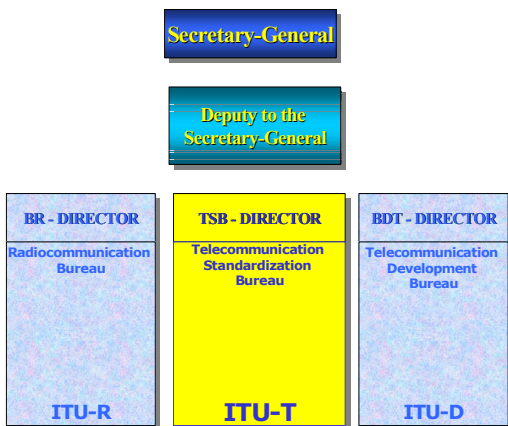 Secretary-General
Deputy to the
Secretary-General
BR - DIRECTOR
Radiocommunication
Bureau
ITU-R
TSB - DIRECTOR
Telecommunication
Standardization
Bureau
ITU-T
BDT - DIRECTOR
Telecommunication
Development
Bureau
ITU-D